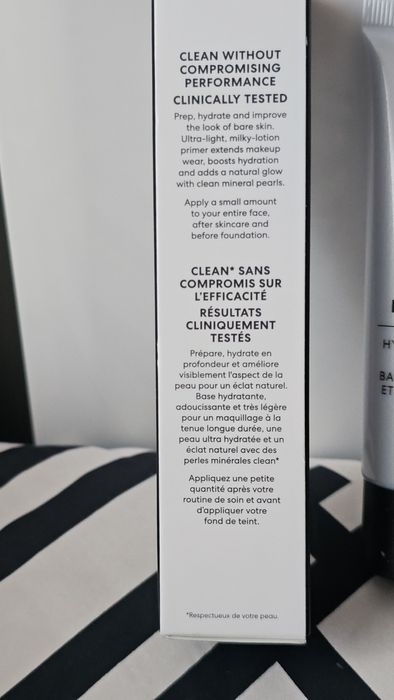 CLEAN WITHOUT
COMPROMISING
PERFORMANCE
CLINICALLY TESTED
Prep, hydrate and improve
the look of bare skin.
Ultra-light, milky-lotion
primer extends makeup
wear, boosts hydration
and adds a natural glow
with clean mineral pearls.
Apply a small amount
to your entire face,
after skincare and
before foundation.
CLEAN* SANS
COMPROMIS SUR
L'EFFICACITÉ
RÉSULTATS
CLINIQUEMENT
TESTÉS
Prépare, hydrate en
profondeur et améliore
visiblement l'aspect de la
peau pour un éclat naturel.
Base hydratante,
adoucissante et très légère
pour un maquillage à la
tenue longue durée, une
peau ultra hydratée et un
éclat naturel avec des
perles minérales clean*
Appliquez une petite
quantité après votre
routine de soin et avant
d'appliquer votre
fond de teint.
*Respectueux de votre peau.
HY
BA
ET